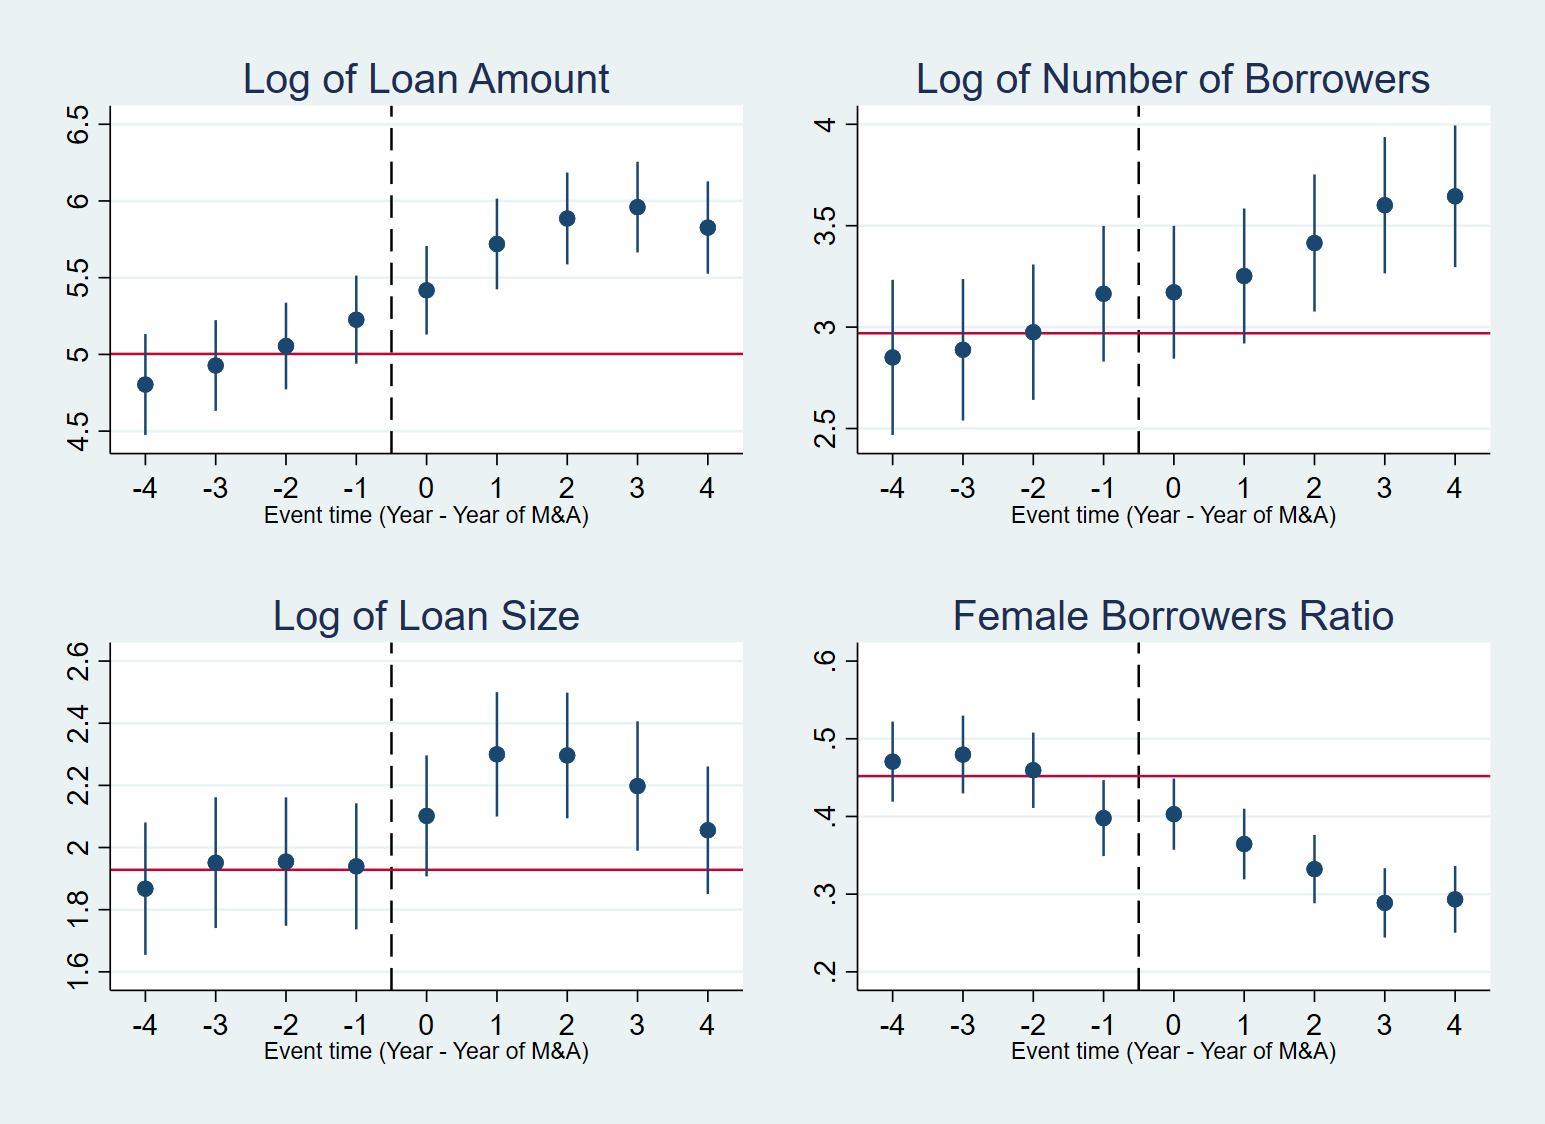 Log of Loan Amount
6.5
6
5.5
5
4.5
-4 -3 -2 -1 0 1 2 3 4
Event time (Year - Year of M&A)
Log of Number of Borrowers
4
3.5
3
2.5
-4 -3 -2 -1 0 1 2 3 4
Event time (Year - Year of M&A)
Log of Loan Size
2.6
2.4
2.2
2
1.8
1.6
-4 -3 -2 -1 0 1 2 3 4
Event time (Year - Year of M&A)
Female Borrowers Ratio
.6
.5
.4
.3
.2
-4 -3 -2 -1 0 1 2 3 4
Event time (Year - Year of M&A)